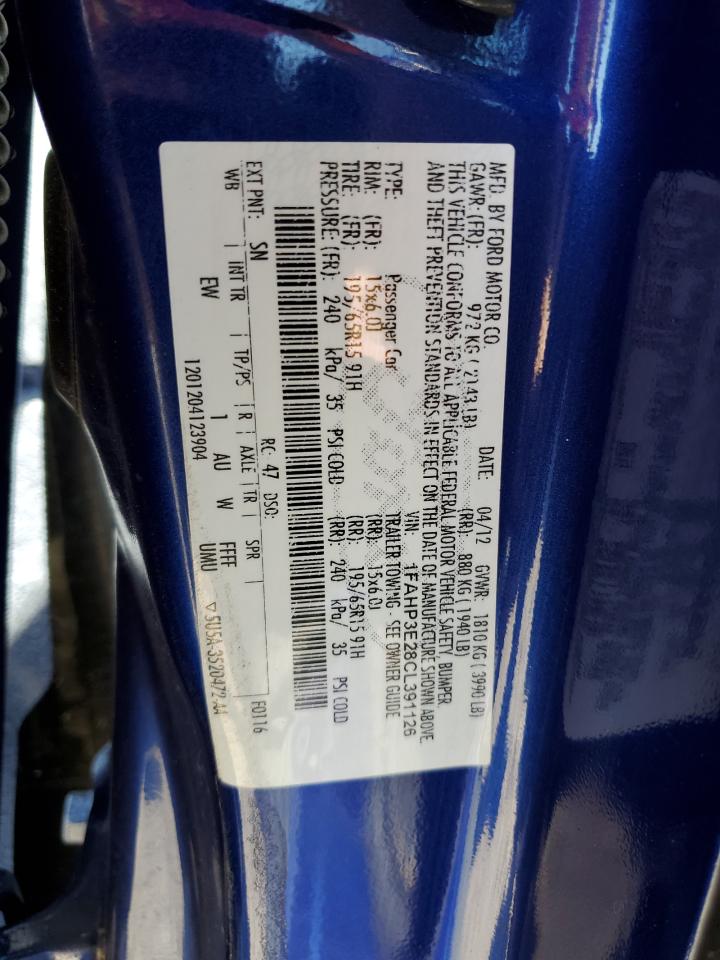 MFD. BY FORD MOTOR CO.
DATE: 04/12 GVWR: 1810 KG ( 3990 LB)
GAWR: (FR): 972 KG ( 2143 LB) (RR): 880 KG ( 1940 LB)
THIS VEHICLE CONFORMS TO ALL APPLICABLE FEDERAL MOTOR VEHICLE SAFETY, BUMPER
AND THEFT PREVENTION STANDARDS IN EFFECT ON THE DATE OF MANUFACTURE SHOWN ABOVE.
VIN: 1FAHP3E28CL391126
TYPE: Passenger Car TRAILER TOWING - SEE OWNER GUIDE
RIM: (FR): 15x6.0J (RR): 15x6.0J
TIRE: (FR): 195/65R15 91H (RR): 195/65R15 91H
PRESSURE: (FR): 240 kPa/ 35 PSI COLD (RR): 240 kPa/ 35 PSI COLD
EXT PNT: SN RC: 47 DSO: F0116
WB | INT TR | TP/PS | R | AXLE | TR | SPR
EW 1 AU W FFFF
1201204123904 UMU ▽ 5U5A-3520472-AA